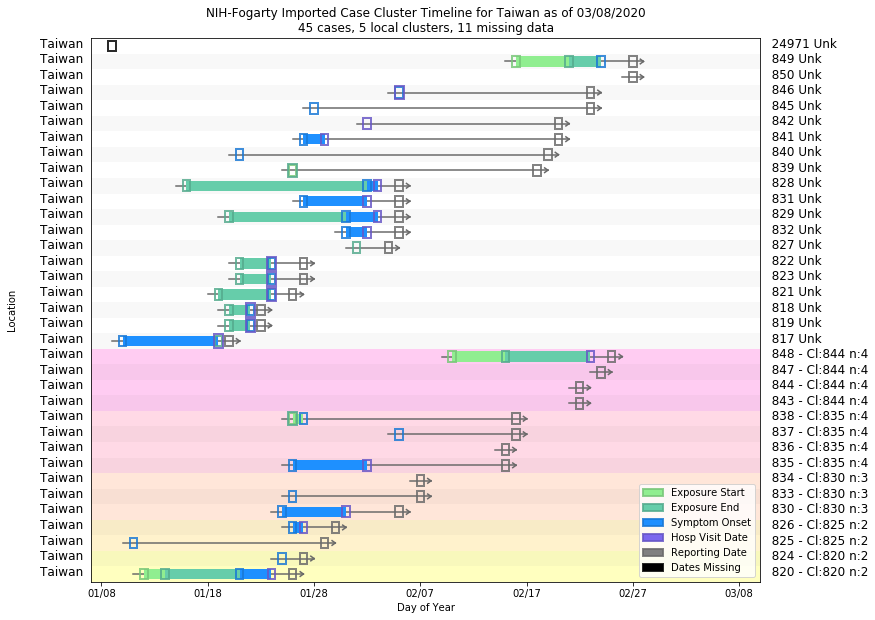 NIH-Fogarty Imported Case Cluster Timeline for Taiwan as of 03/08/2020
45 cases, 5 local clusters, 11 missing data
Taiwan 24971 Unk
Taiwan 849 Unk
Taiwan 850 Unk
Taiwan 846 Unk
Taiwan 845 Unk
Taiwan 842 Unk
Taiwan 841 Unk
Taiwan 840 Unk
Taiwan 839 Unk
Taiwan 828 Unk
Taiwan 831 Unk
Taiwan 829 Unk
Taiwan 832 Unk
Taiwan 827 Unk
Taiwan 822 Unk
Taiwan 823 Unk
Taiwan 821 Unk
Taiwan 818 Unk
Taiwan 819 Unk
Taiwan 817 Unk
Taiwan 848 - Cl:844 n:4
Taiwan 847 - Cl:844 n:4
Taiwan 844 - Cl:844 n:4
Taiwan 843 - Cl:844 n:4
Taiwan 838 - Cl:835 n:4
Taiwan 837 - Cl:835 n:4
Taiwan 836 - Cl:835 n:4
Taiwan 835 - Cl:835 n:4
Taiwan 834 - Cl:830 n:3
Taiwan 833 - Cl:830 n:3
Taiwan 830 - Cl:830 n:3
Taiwan 826 - Cl:825 n:2
Taiwan 825 - Cl:825 n:2
Taiwan 824 - Cl:820 n:2
Taiwan 820 - Cl:820 n:2
Location
Exposure Start
Exposure End
Symptom Onset
Hosp Visit Date
Reporting Date
Dates Missing
01/08 01/18 01/28 02/07 02/17 02/27 03/08
Day of Year